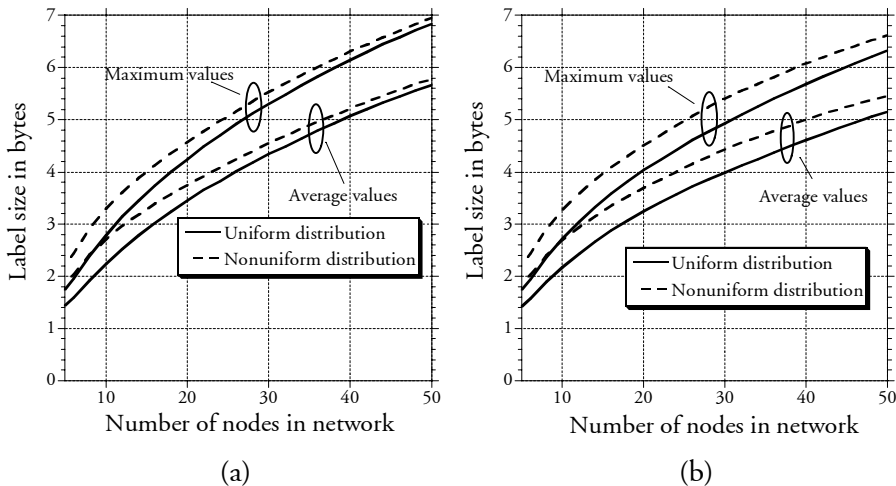 7
6
5
4
3
2
1
0
Label size in bytes
Maximum values
Average values
Uniform distribution
Nonuniform distribution
10
20
30
40
50
Number of nodes in network
(a)
7
6
5
4
3
2
1
0
Label size in bytes
Maximum values
Average values
Uniform distribution
Nonuniform distribution
10
20
30
40
50
Number of nodes in network
(b)